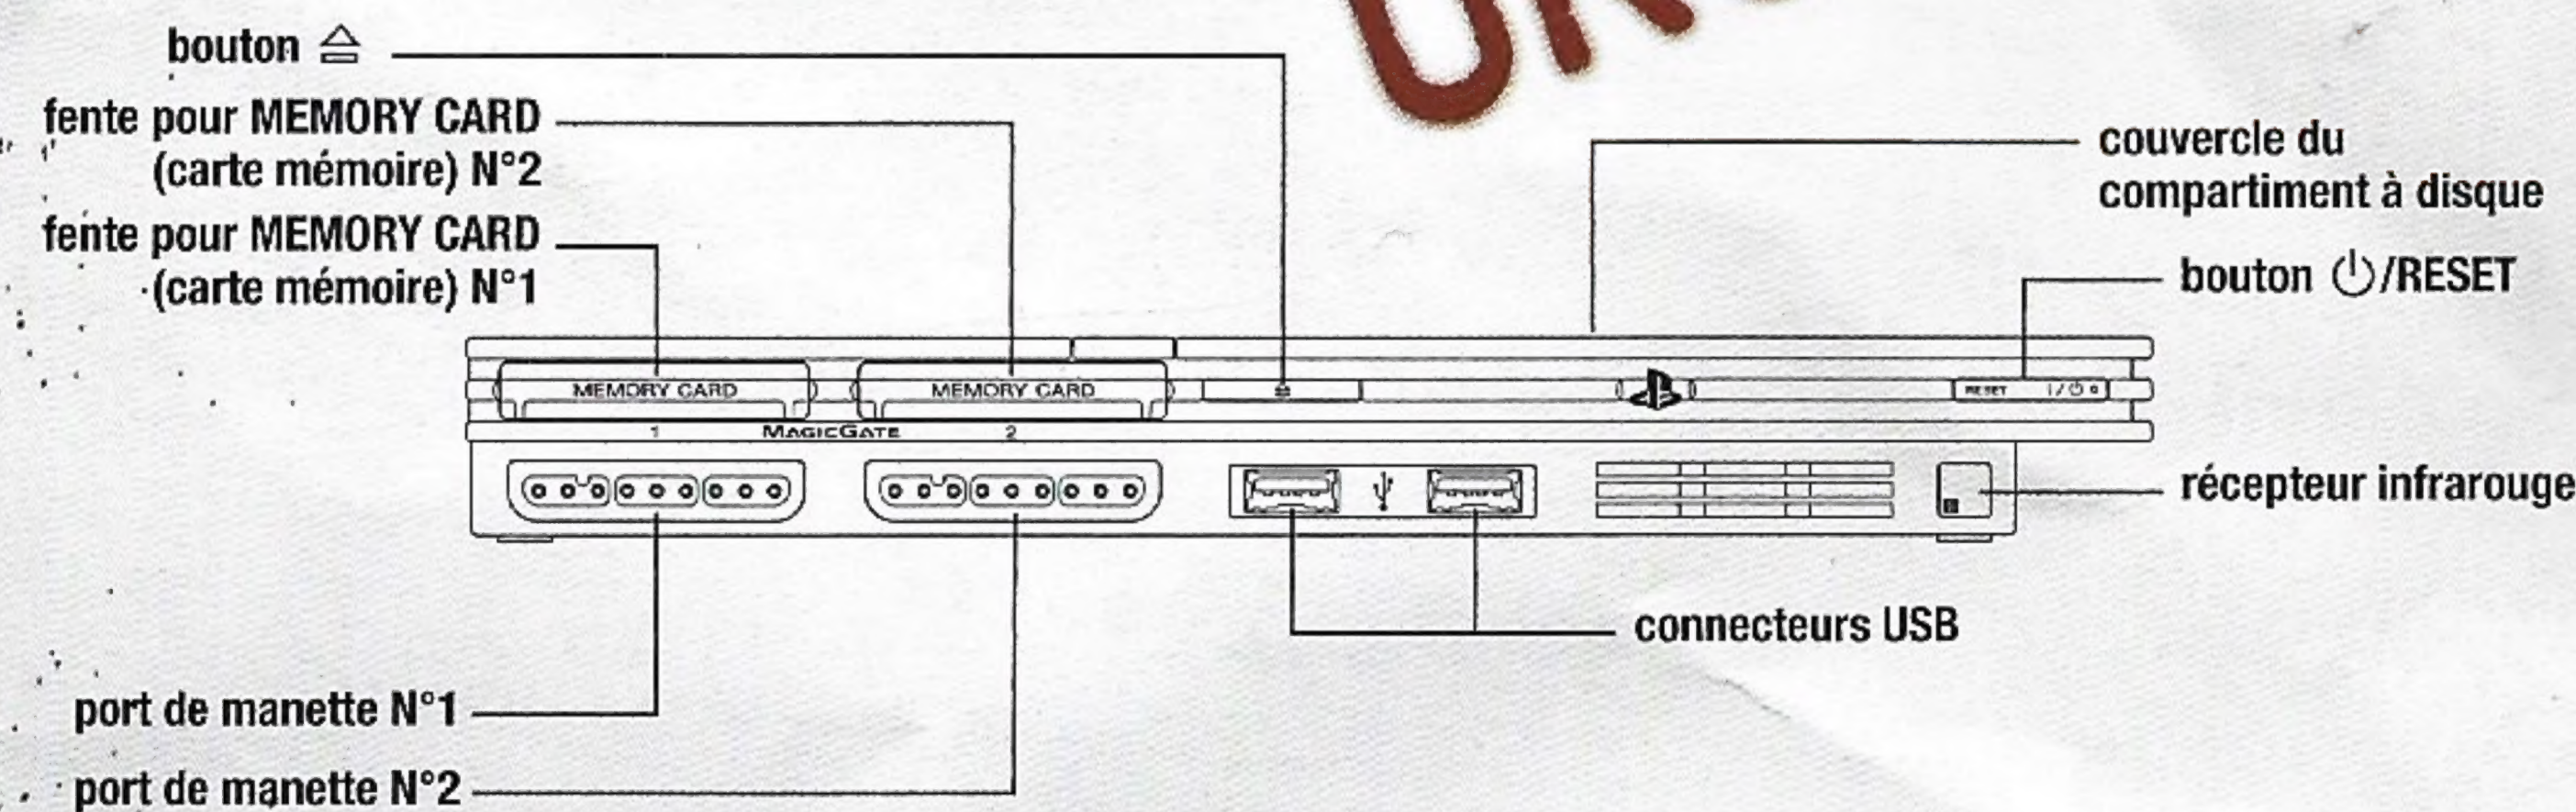 bouton
fente pour MEMORY CARD
(carte mémoire) N°2
fente pour MEMORY CARD
(carte mémoire) N°1
couvercle du
compartiment à disque
bouton /RESET
MEMORY CARD
MEMORY CARD
RESET
1
MAGICGATE
2
récepteur infrarouge
connecteurs USB
port de manette N°1
port de manette N°2